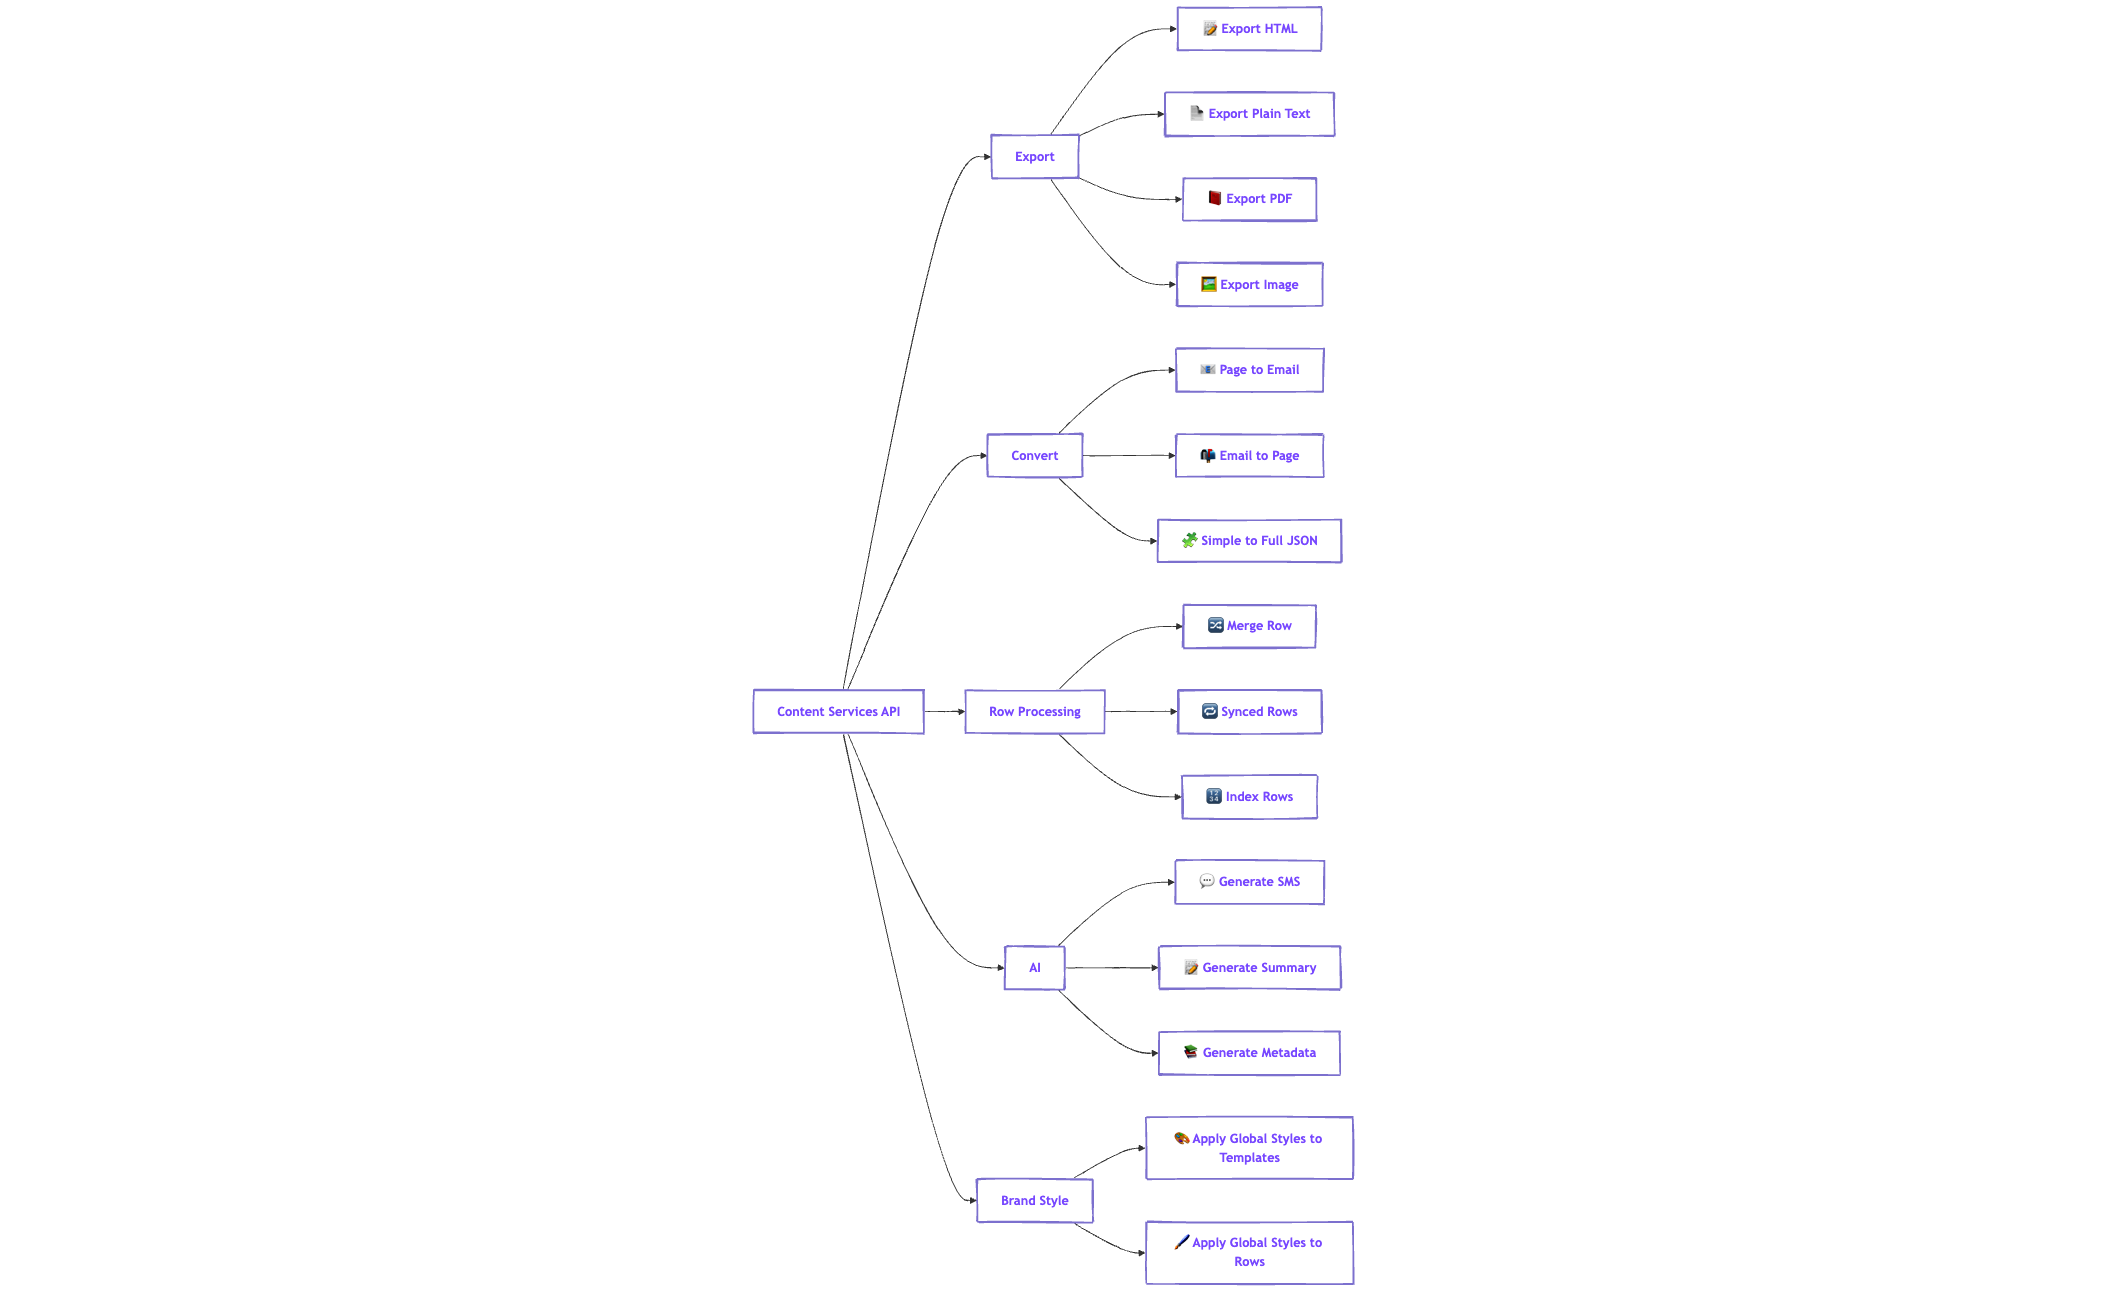 Export HTML
Export Plain Text
Export
Export PDF
Export Image
Page to Email
Convert
Email to Page
Simple to Full JSON
Merge Row
Content Services API
Row Processing
Synced Rows
Index Rows
Generate SMS
AI
Generate Summary
Generate Metadata
Apply Global Styles to
Templates
Brand Style
Apply Global Styles to
Rows